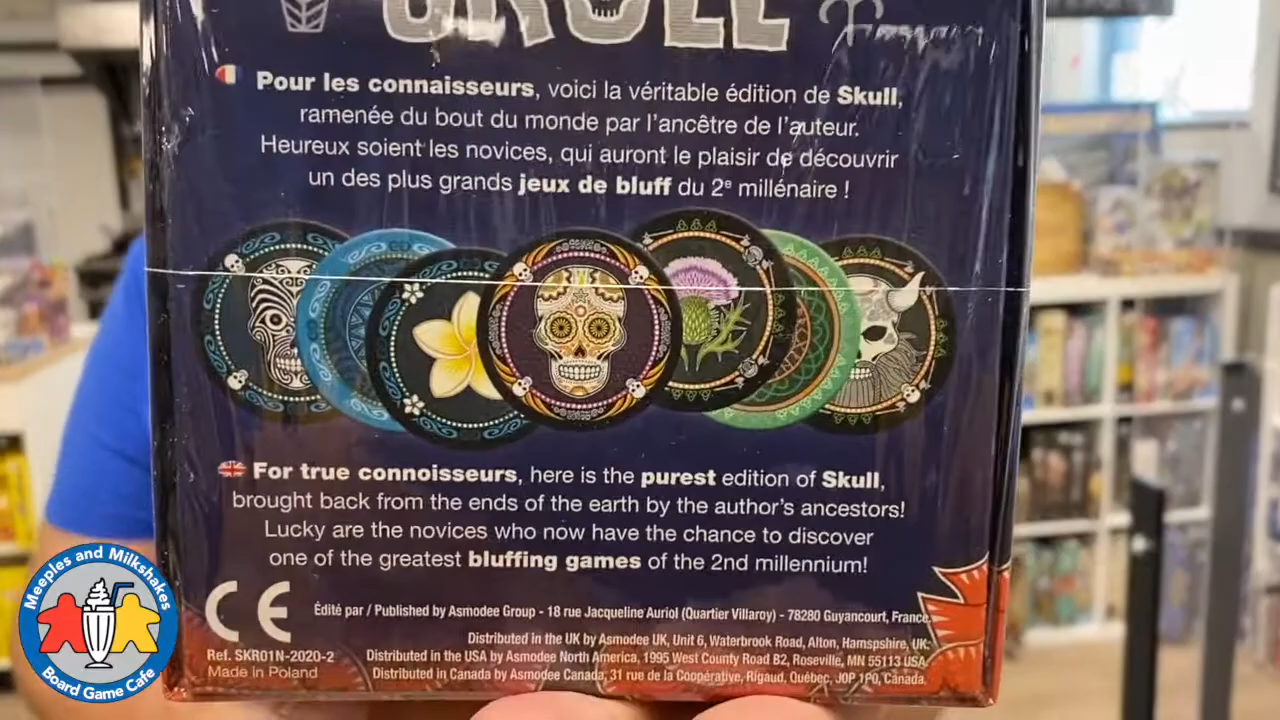 SKULL
Pour les connaisseurs, voici la véritable édition de Skull,
ramenée du bout du monde par l'ancêtre de l'auteur.
Heureux soient les novices, qui auront le plaisir de découvrir
un des plus grands jeux de bluff du 2e millénaire !
For true connoisseurs, here is the purest edition of Skull,
brought back from the ends of the earth by the author's ancestors!
Lucky are the novices who now have the chance to discover
one of the greatest bluffing games of the 2nd millennium!
CE
Édité par / Published by Asmodee Group - 18 rue Jacqueline Auriol (Quartier Villaroy) - 78280 Guyancourt, France.
Distributed in the UK by Asmodee UK, Unit 6, Waterbrook Road, Alton, Hamspshire, UK.
Ref. SKR01N-2020-2
Distributed in the USA by Asmodee North America, 1995 West County Road B2, Roseville, MN 55113 USA.
Made in Poland
Distributed in Canada by Asmodee Canada, 31 rue de la Coopérative, Rigaud, Québec, J0P 1P0, Canada.
Meeples and Milkshakes
Board Game Cafe